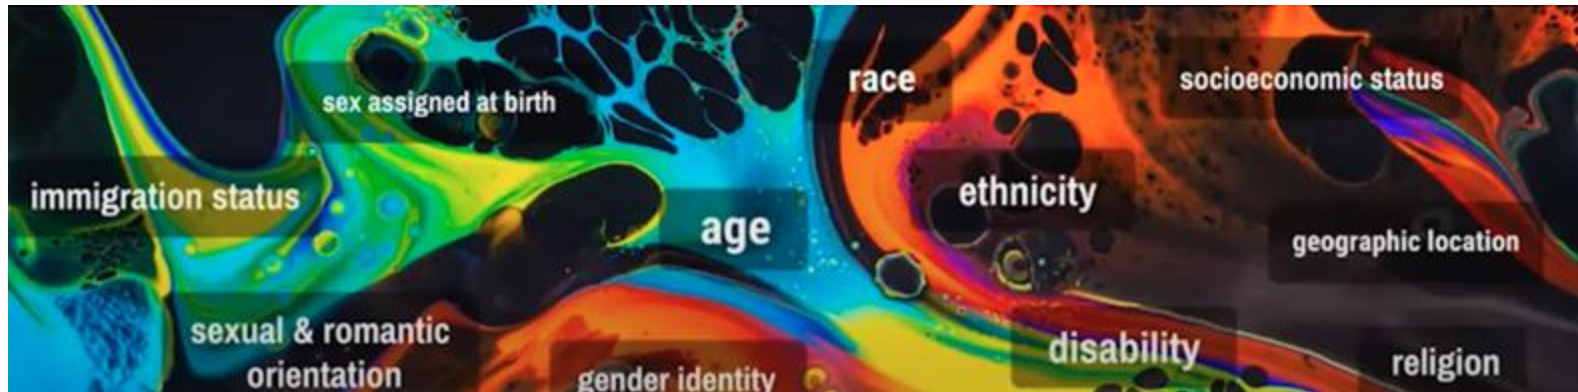 race
socioeconomic status
sex assigned at birth
immigration status
ethnicity
age
geographic location
sexual & romantic
orientation
disability
religion
gender identity